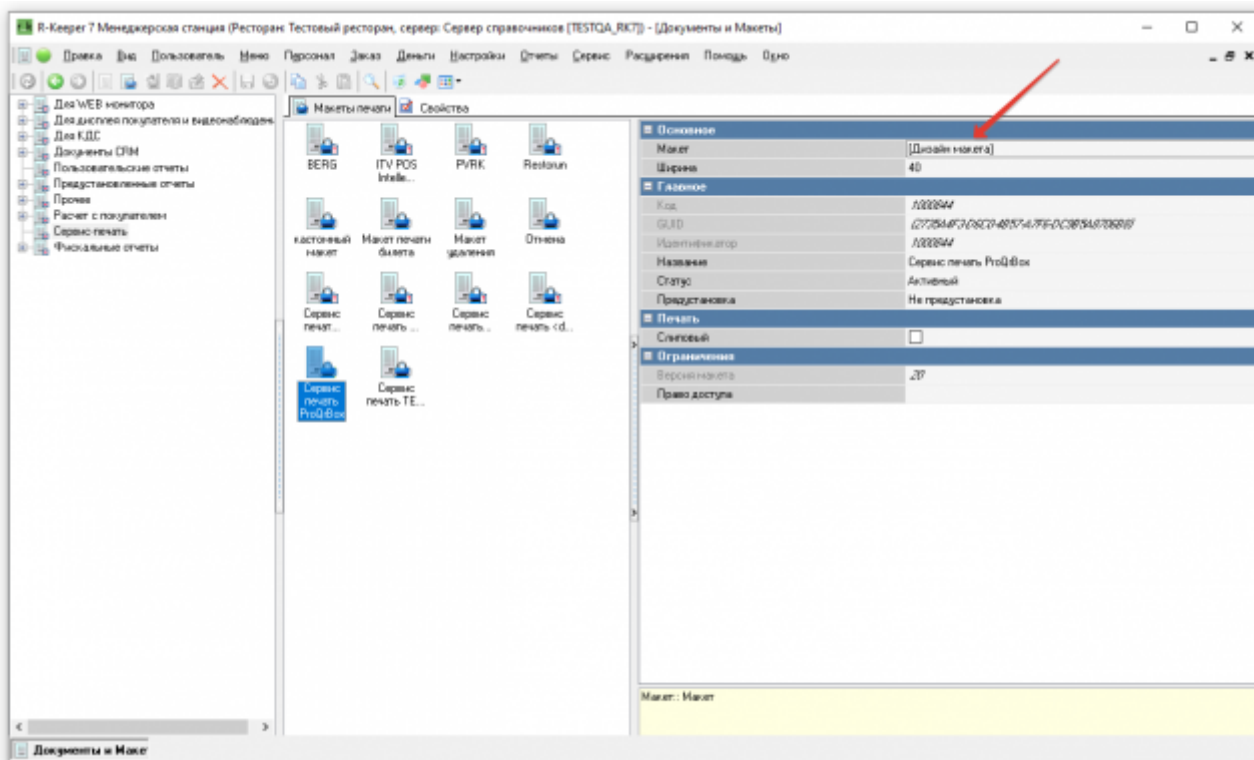 R-Keeper 7 Менеджерская станция (Ресторан: Тестовый ресторан, сервер: Сервер справочников [TESTQA_RK7]) - [Документы и Макеты]
Правка Вид Пользователь Меню Персонал Заказ Деньги Настройки Отчеты Сервис Расширения Помощь Окно
Для WEB монитора
Для дисплея покупателя и видеонаблюден
Для КДС
Документы CRM
Пользовательские отчеты
Предустановленные отчеты
Прочее
Расчет с покупателем
Сервис-печать
Фискальные отчеты
Макеты печати Свойства
BERG ITV POS Intelle... PVRK Restorun
кастомный макет Макет печати билета Макет удаления Отмена
Сервис печат... Сервис печать ... Сервис печать... Сервис печать <d...
Сервис печать ProQrBox Сервис печать TE...
Основное
Макет [Дизайн макета]
Ширина 40
Главное
Код 1000844
GUID
Идентификатор 1000844
Название Сервис печать ProQrBox
Статус Активный
Предустановка Не предустановка
Печать
Слиповый
Ограничения
Версия макета 20
Право доступа
Макет:: Макет
Документы и Маке